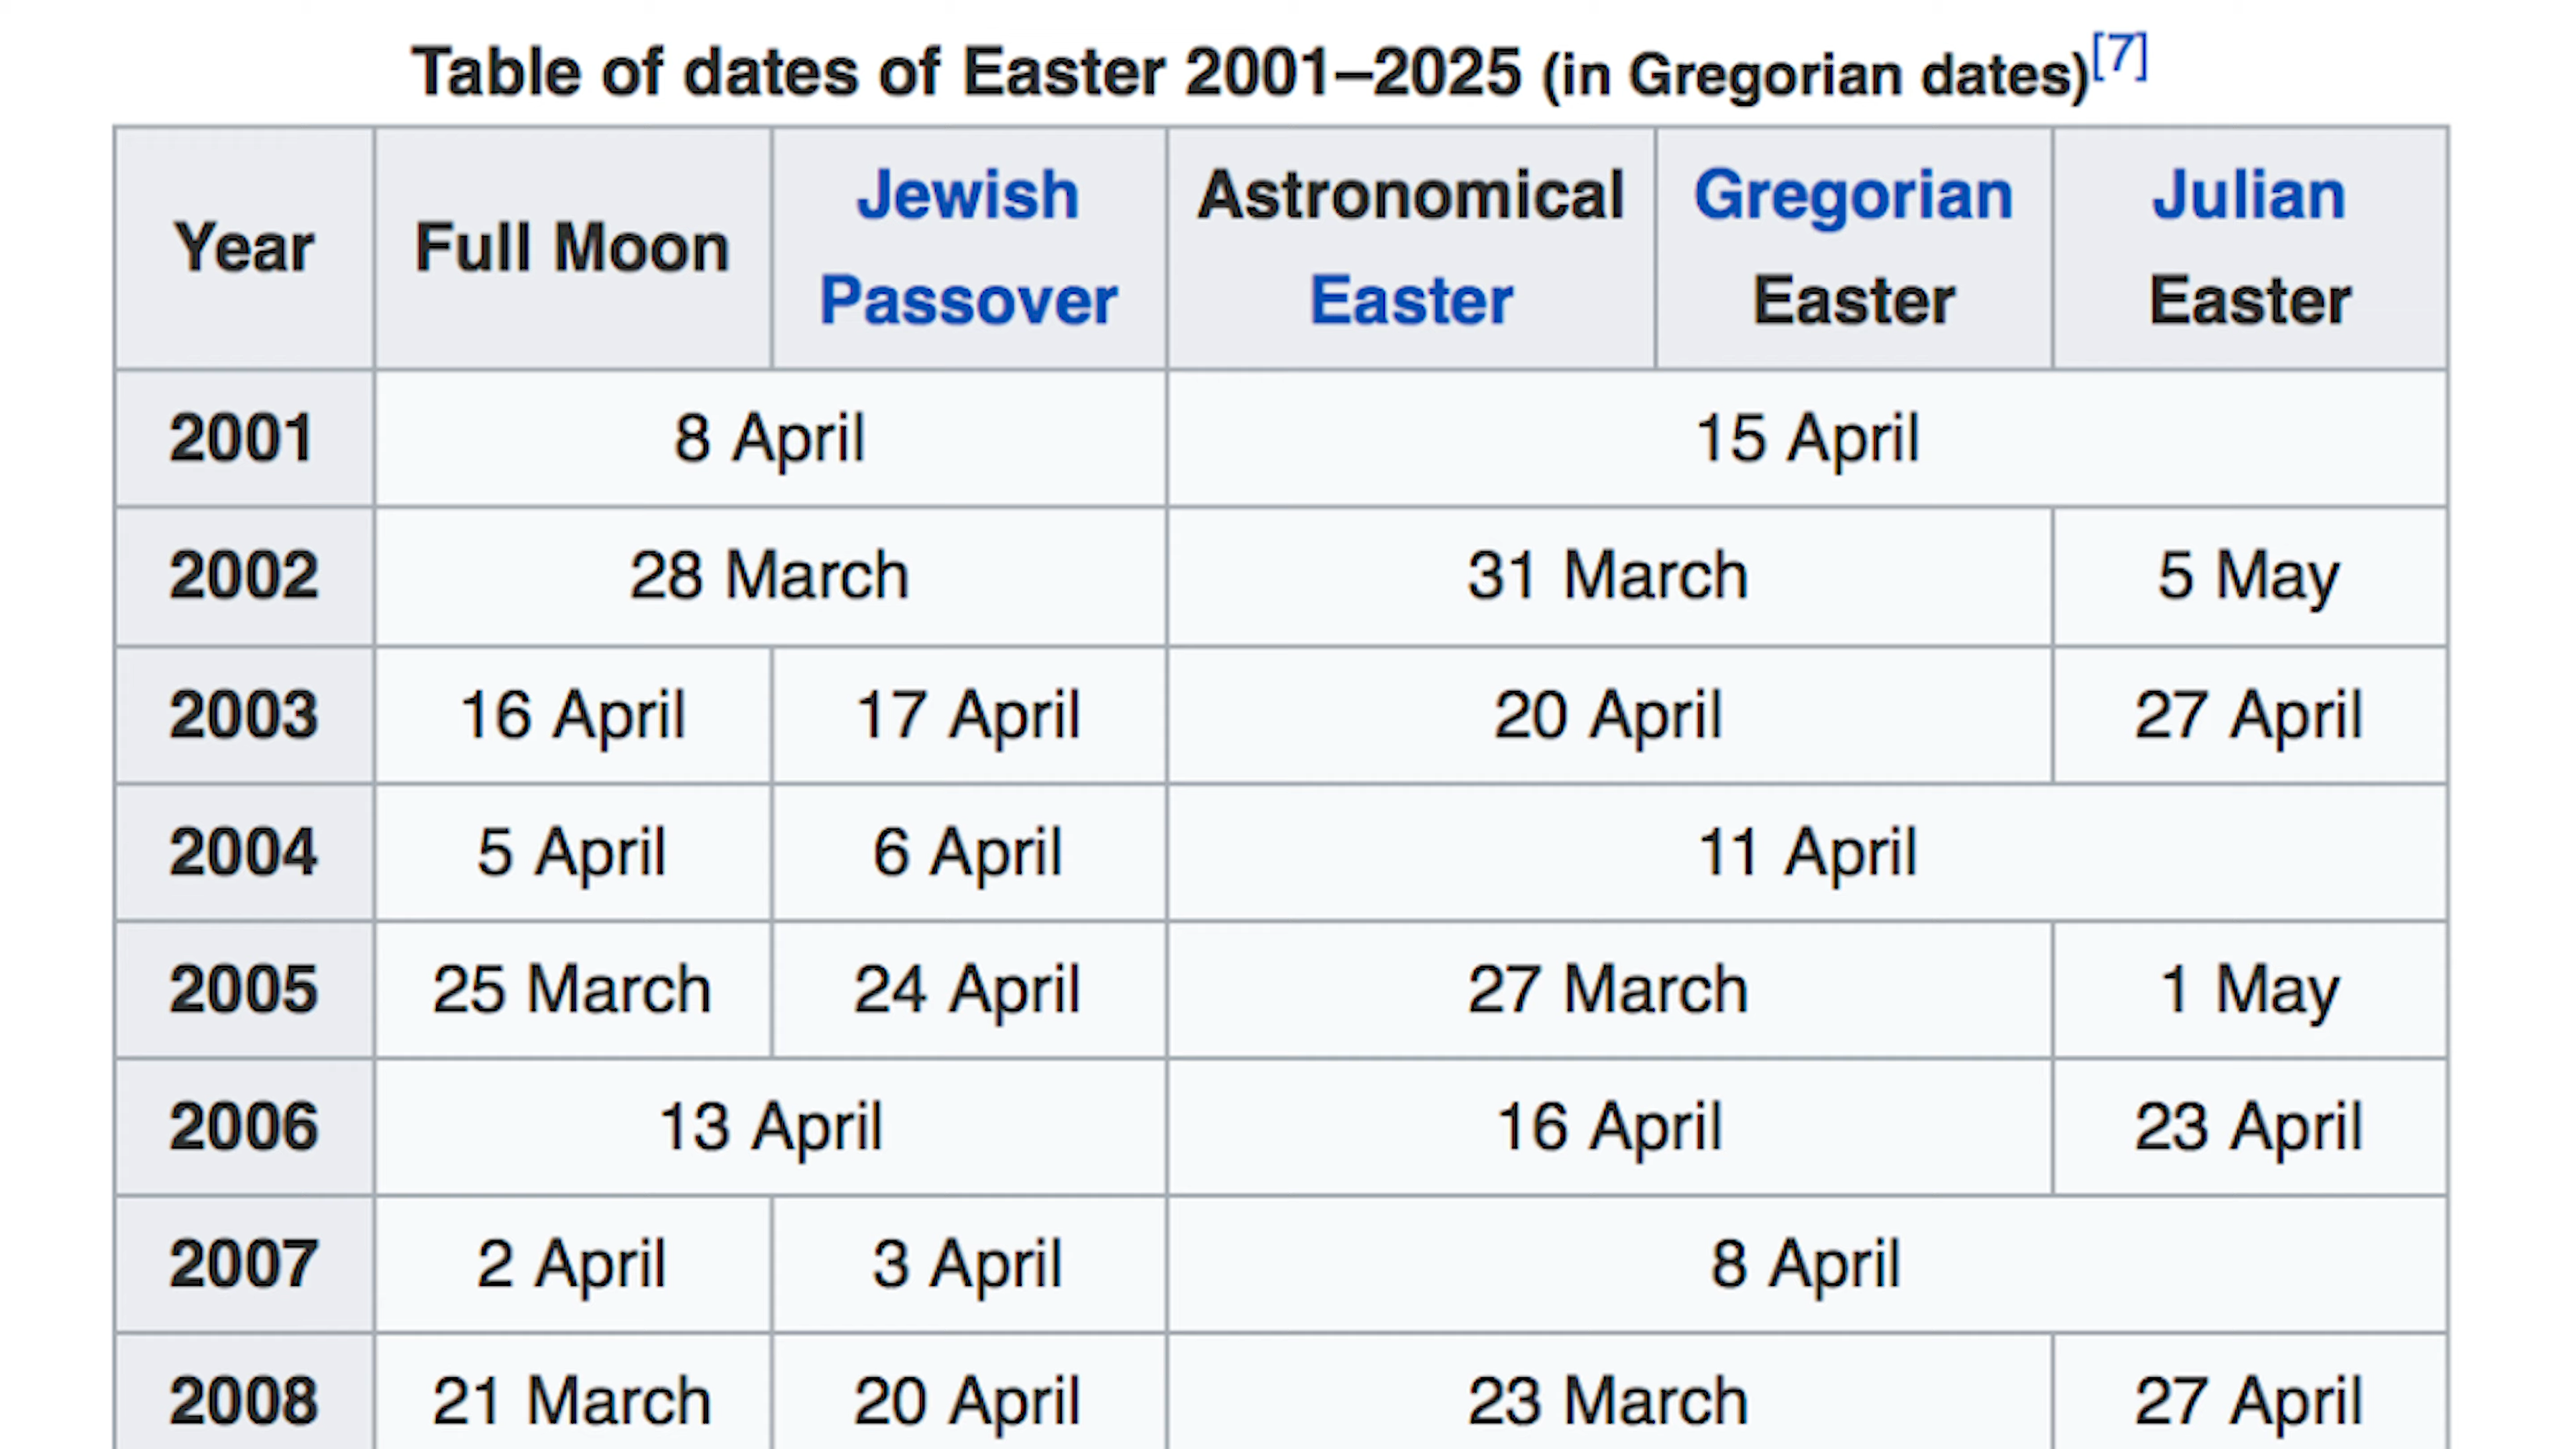 Table of dates of Easter 2001–2025 (in Gregorian dates)[7]
Year Full Moon Jewish Passover Astronomical Easter Gregorian Easter Julian Easter
2001 8 April 15 April
2002 28 March 31 March 5 May
2003 16 April 17 April 20 April 27 April
2004 5 April 6 April 11 April
2005 25 March 24 April 27 March 1 May
2006 13 April 16 April 23 April
2007 2 April 3 April 8 April
2008 21 March 20 April 23 March 27 April